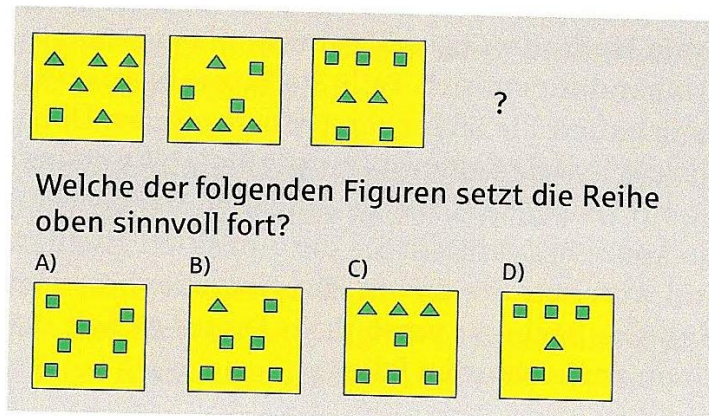 ?
Welche der folgenden Figuren setzt die Reihe
oben sinnvoll fort?
A) B) C) D)